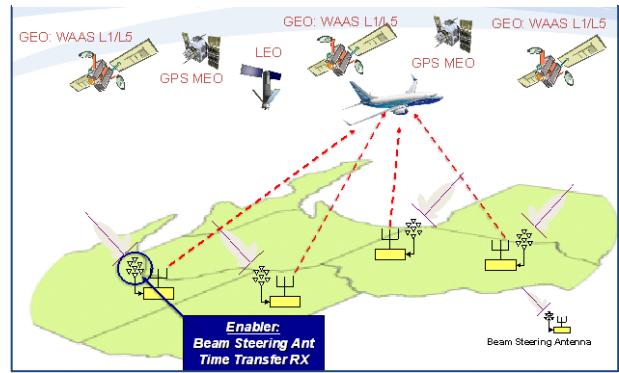 GEO: WAAS L1/L5
GPS MEO
LEO
GEO: WAAS L1/L5
GPS MEO
GEO: WAAS L1/L5
Enabler:
Beam Steering Ant
Time Transfer RX
Beam Steering Antenna